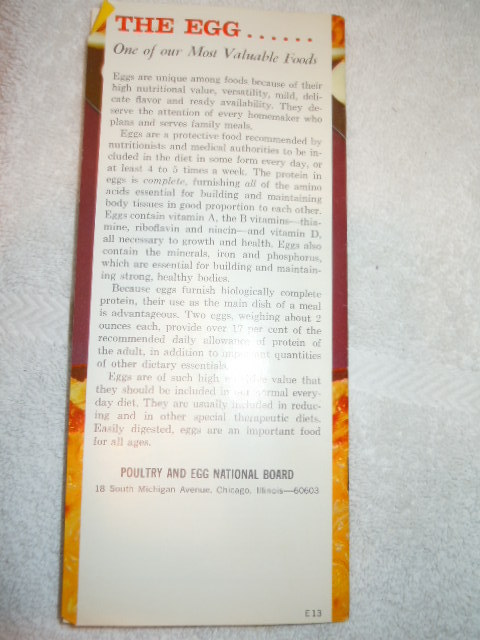 THE EGG ......
One of our Most Valuable Foods
Eggs are unique among foods because of their
high nutritional value, versatility, mild, deli-
cate flavor and ready availability. They de-
serve the attention of every homemaker who
plans and serves family meals.
Eggs are a protective food recommended by
nutritionists and medical authorities to be in-
cluded in the diet in some form every day, or
at least 4 to 5 times a week. The protein in
eggs is complete, furnishing all of the amino
acids essential for building and maintaining
body tissues in good proportion to each other.
Eggs contain vitamin A, the B vitamins—thia-
mine, riboflavin and niacin—and vitamin D,
all necessary to growth and health. Eggs also
contain the minerals, iron and phosphorus,
which are essential for building and maintain-
ing strong, healthy bodies.
Because eggs furnish biologically complete
protein, their use as the main dish of a meal
is advantageous. Two eggs, weighing about 2
ounces each, provide over 17 per cent of the
recommended daily allowance of protein of
the adult, in addition to important quantities
of other dietary essentials.
Eggs are of such high value that
they should be included in normal every-
day diet. They are usually included in reduc-
ing and in other special therapeutic diets.
Easily digested, eggs are an important food
for all ages.
POULTRY AND EGG NATIONAL BOARD
18 South Michigan Avenue, Chicago, Illinois—60603
E 13